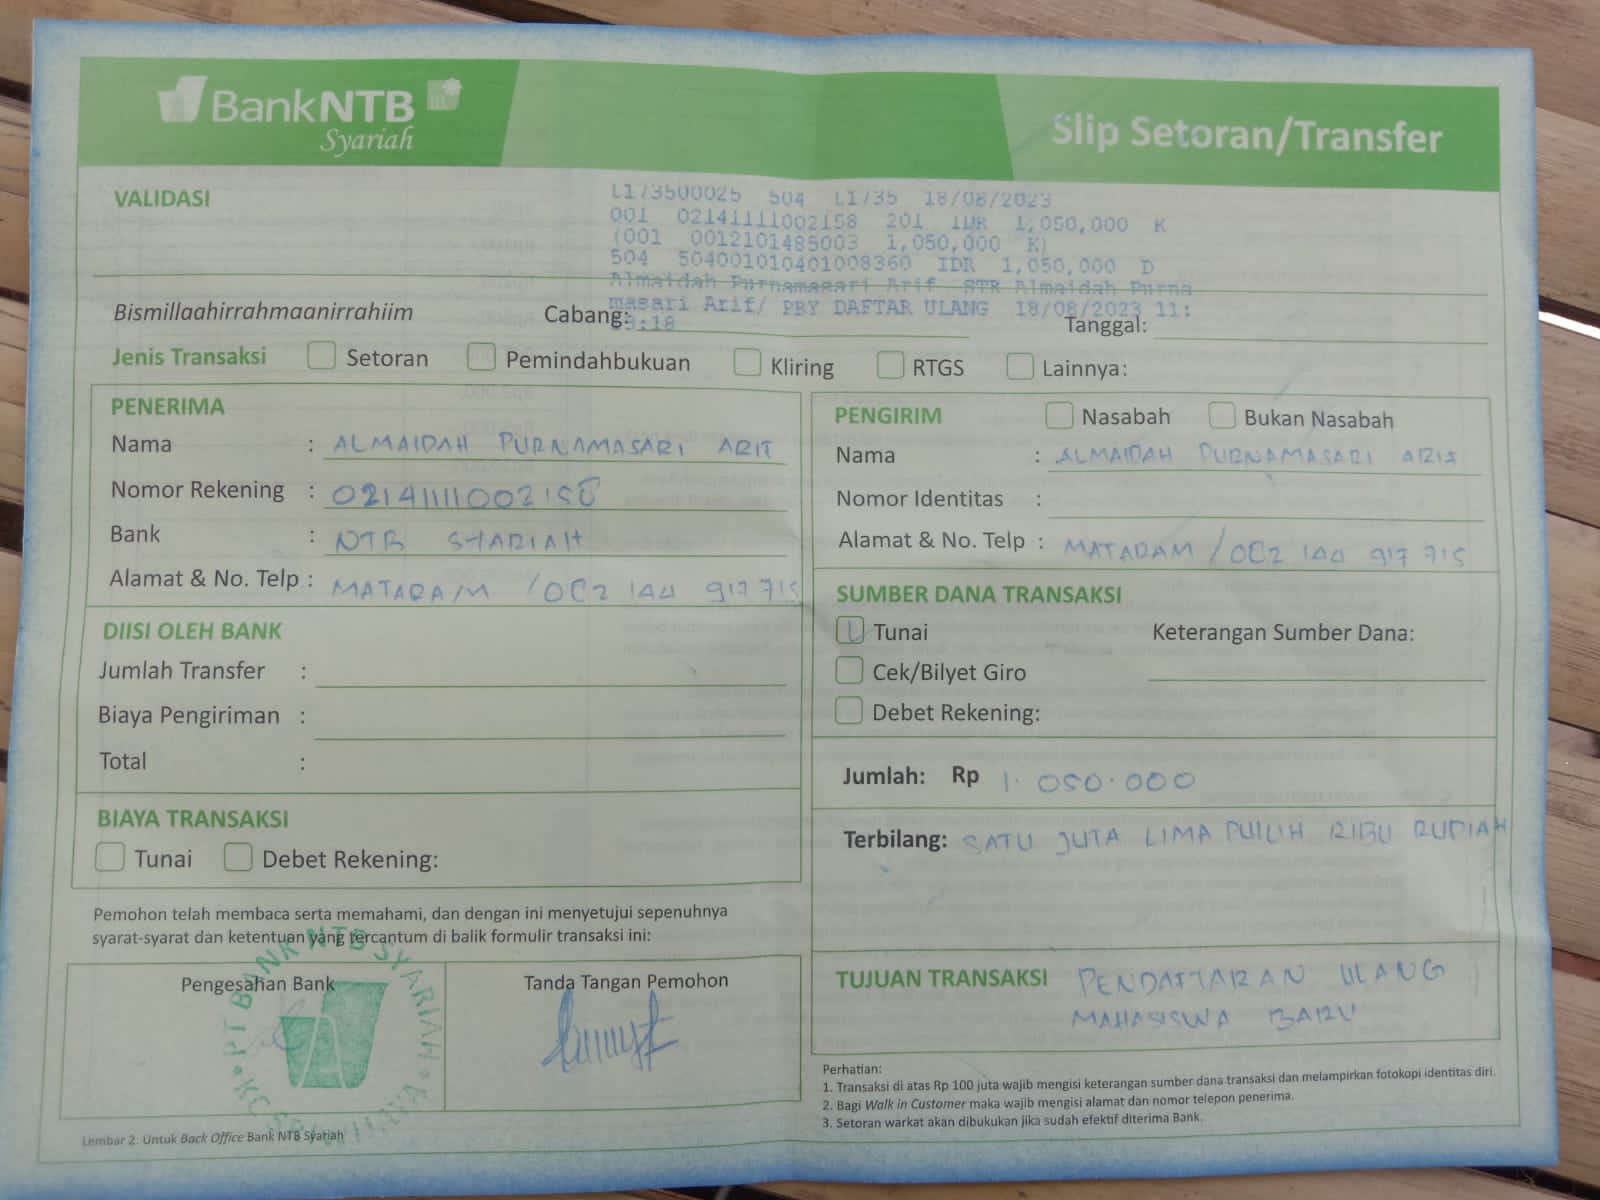 BankNTB
Syariah
Slip Setoran/Transfer
VALIDASI
L173500025 504 L1735 18/08/2023
001 02141111002158 201 IDR 1,050,000 K
(001 0012101485003 1,050,000 K)
504 504001010401008360 IDR 1,050,000 D
Almaidah Purnamasari Arif STR Almaidah Purna
masari Arif/ PBY DAFTAR ULANG 18/08/2023 11:
Bismillaahirrahmaanirrahiim Cabang: Tanggal:
Jenis Transaksi Setoran Pemindahbukuan Kliring RTGS Lainnya:
PENERIMA
Nama : ALMAIDAH PURNAMASARI ARIF
Nomor Rekening : 02141111002158
Bank : NTB SYARIAH
Alamat & No. Telp : MATARAM / 082 144 917 715
DIISI OLEH BANK
Jumlah Transfer :
Biaya Pengiriman :
Total :
BIAYA TRANSAKSI
Tunai Debet Rekening:
Pemohon telah membaca serta memahami, dan dengan ini menyetujui sepenuhnya
syarat-syarat dan ketentuan yang tercantum di balik formulir transaksi ini:
Pengesahan Bank Tanda Tangan Pemohon
PT BANK NTB SYARIAH
Lembar 2: Untuk Back Office Bank NTB Syariah
PENGIRIM Nasabah Bukan Nasabah
Nama : ALMAIDAH PURNAMASARI ARIF
Nomor Identitas :
Alamat & No. Telp : MATARAM / 082 144 917 715
SUMBER DANA TRANSAKSI
Tunai Keterangan Sumber Dana:
Cek/Bilyet Giro
Debet Rekening:
Jumlah: Rp 1.050.000
Terbilang: SATU JUTA LIMA PULUH RIBU RUPIAH
TUJUAN TRANSAKSI PENDAFTARAN ULANG
MAHASISWA BARU
Perhatian:
1. Transaksi di atas Rp 100 juta wajib mengisi keterangan sumber dana transaksi dan melampirkan fotokopi identitas diri.
2. Bagi Walk in Customer maka wajib mengisi alamat dan nomor telepon penerima.
3. Setoran warkat akan dibukukan jika sudah efektif diterima Bank.